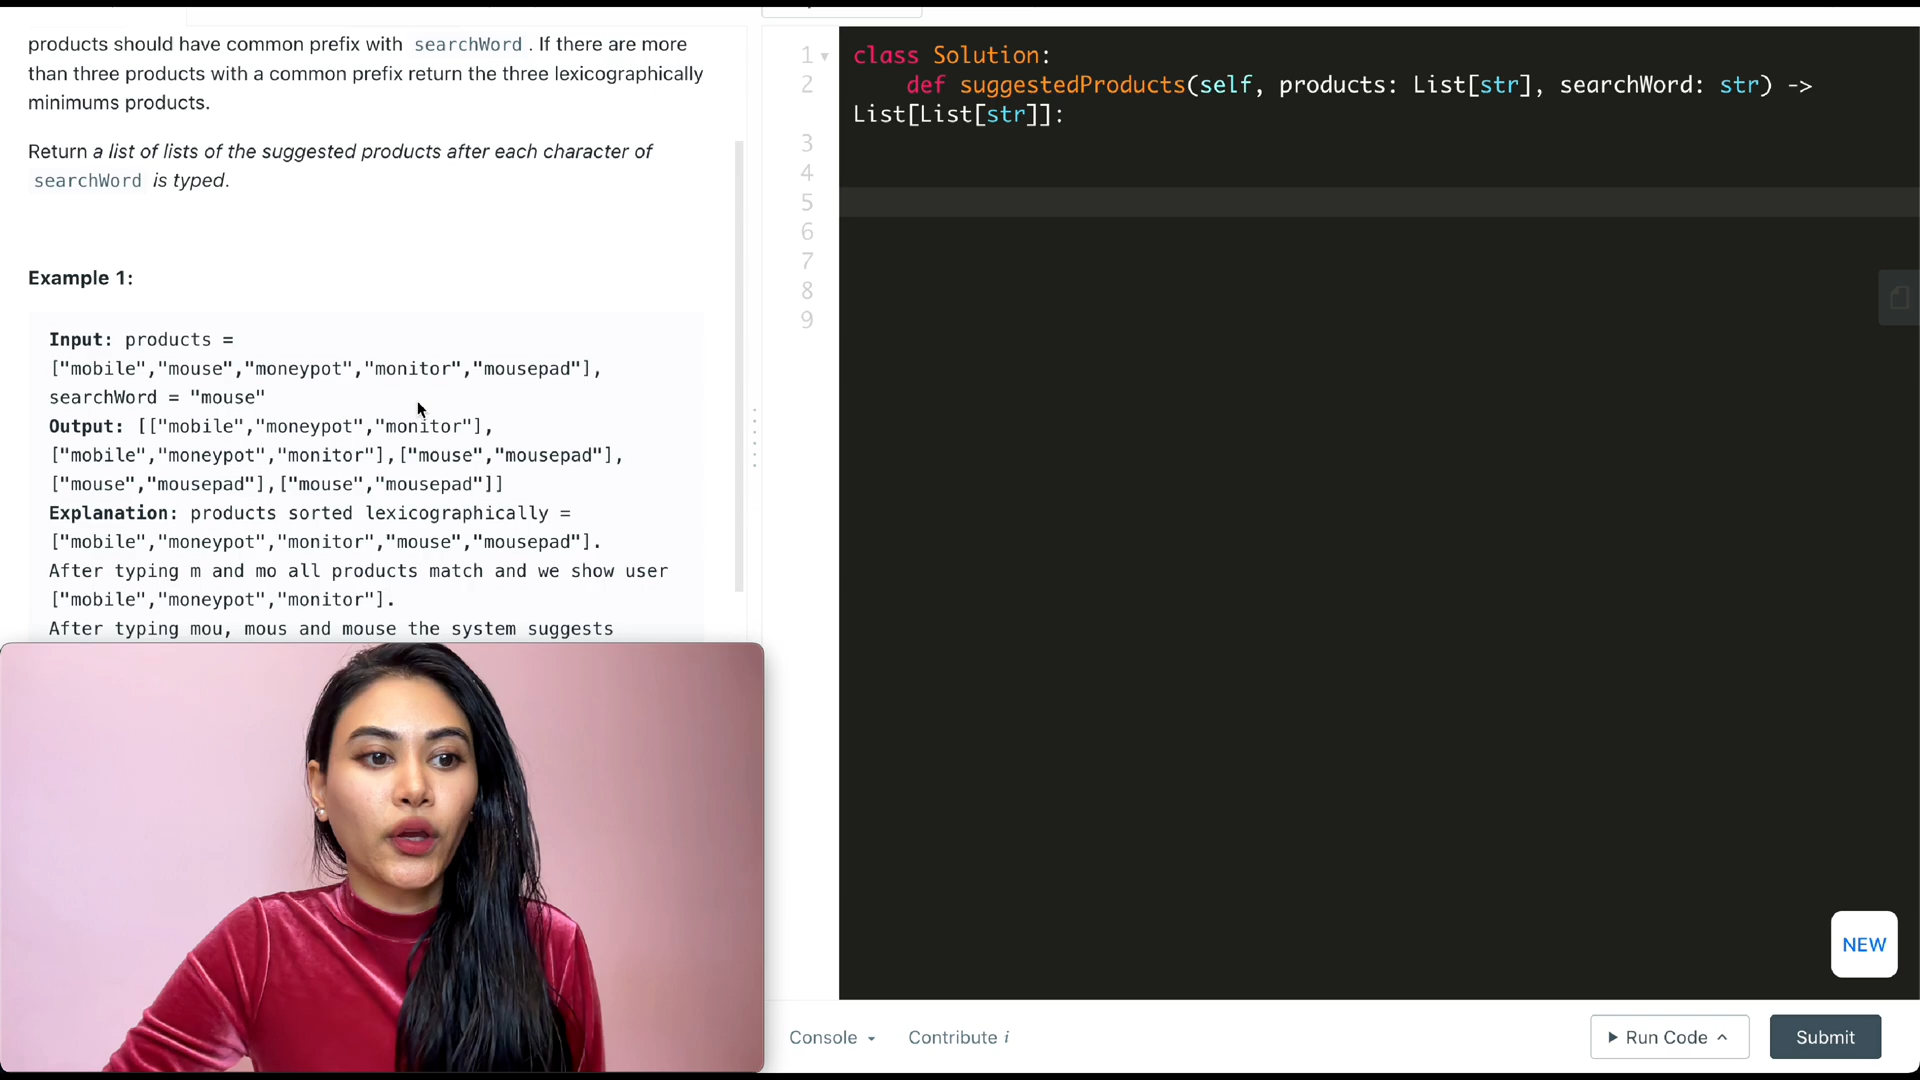 products should have common prefix with searchWord . If there are more
than three products with a common prefix return the three lexicographically
minimums products.
Return a list of lists of the suggested products after each character of
searchWord is typed.
Example 1:
Input: products =
["mobile","mouse","moneypot","monitor","mousepad"],
searchWord = "mouse"
Output: [["mobile","moneypot","monitor"],
["mobile","moneypot","monitor"],["mouse","mousepad"],
["mouse","mousepad"],["mouse","mousepad"]]
Explanation: products sorted lexicographically =
["mobile","moneypot","monitor","mouse","mousepad"].
After typing m and mo all products match and we show user
["mobile","moneypot","monitor"].
After typing mou, mous and mouse the system suggests
1 class Solution:
2 def suggestedProducts(self, products: List[str], searchWord: str) ->
List[List[str]]:
3
4
5
6
7
8
9
NEW
Console
Contribute i
Run Code
Submit